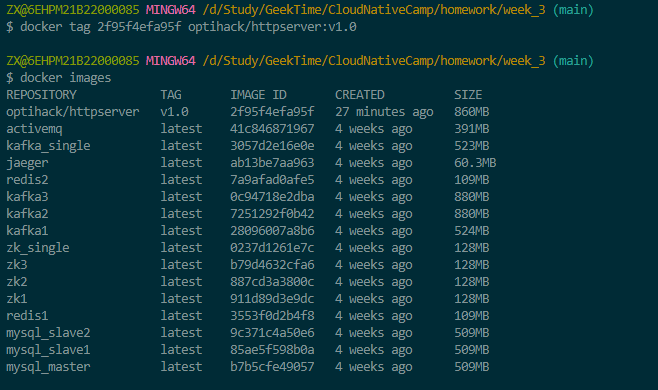 ZX@6EHPM21B22000085 MINGW64 /d/Study/GeekTime/CloudNativeCamp/homework/week_3 (main)
$ docker tag 2f95f4efa95f optihack/httpserver:v1.0
ZX@6EHPM21B22000085 MINGW64 /d/Study/GeekTime/CloudNativeCamp/homework/week_3 (main)
$ docker images
REPOSITORY TAG IMAGE ID CREATED SIZE
optihack/httpserver v1.0 2f95f4efa95f 27 minutes ago 860MB
activemq latest 41c846871967 4 weeks ago 391MB
kafka_single latest 3057d2e16e0e 4 weeks ago 523MB
jaeger latest ab13be7aa963 4 weeks ago 60.3MB
redis2 latest 7a9afad0afe5 4 weeks ago 109MB
kafka3 latest 0c94718e2dba 4 weeks ago 880MB
kafka2 latest 7251292f0b42 4 weeks ago 880MB
kafka1 latest 28096007a8b6 4 weeks ago 524MB
zk_single latest 0237d1261e7c 4 weeks ago 128MB
zk3 latest b79d4632cfa6 4 weeks ago 128MB
zk2 latest 887cd3a3800c 4 weeks ago 128MB
zk1 latest 911d89d3e9dc 4 weeks ago 128MB
redis1 latest 3553f0d2b4f8 4 weeks ago 109MB
mysql_slave2 latest 9c371c4a50e6 4 weeks ago 509MB
mysql_slave1 latest 85ae5f598b0a 4 weeks ago 509MB
mysql_master latest b7b5cfe49057 4 weeks ago 509MB